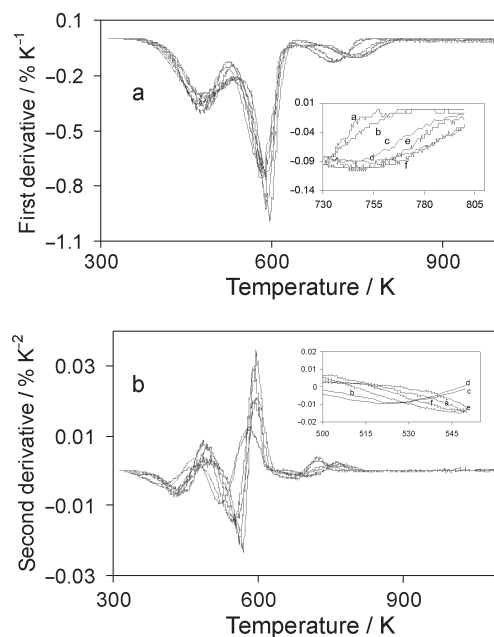 0.1
−0.2
−0.5
−0.8
−1.1
First derivative / % K⁻¹
a
0.01
−0.04
−0.09
−0.14
a
b
c
e
d
f
730 755 780 805
300 600 900
Temperature / K
0.03
0.01
−0.01
−0.03
Second derivative / % K⁻²
b
0.02
0.01
0
−0.01
−0.02
b
f
a
d
c
e
500 515 530 545
300 600 900
Temperature / K